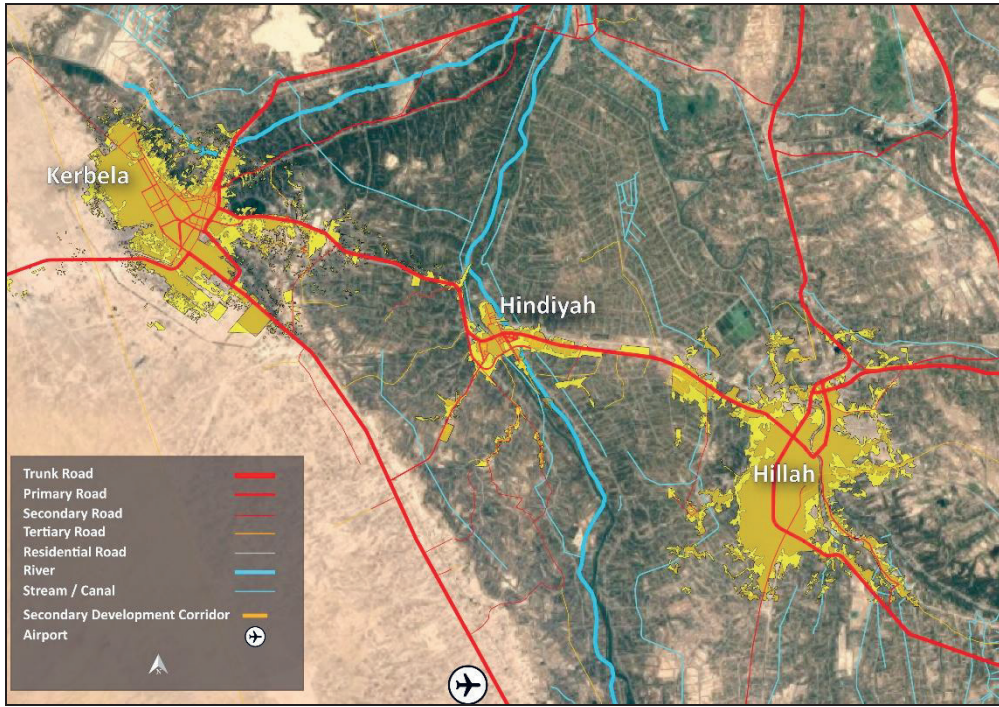 Kerbela
Hindiyah
Hillah
Trunk Road
Primary Road
Secondary Road
Tertiary Road
Residential Road
River
Stream / Canal
Secondary Development Corridor
Airport